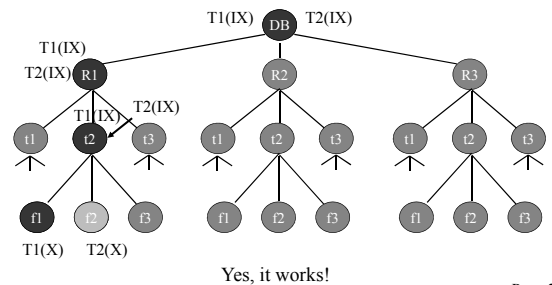 T1(IX) DB T2(IX)
T1(IX)
T2(IX) R1 R2 R3
T1(IX) T2(IX)
t1 t2 t3 t1 t2 t3 t1 t2 t3
f1 f2 f3 f1 f2 f3 f1 f2 f3
T1(X) T2(X)
Yes, it works!